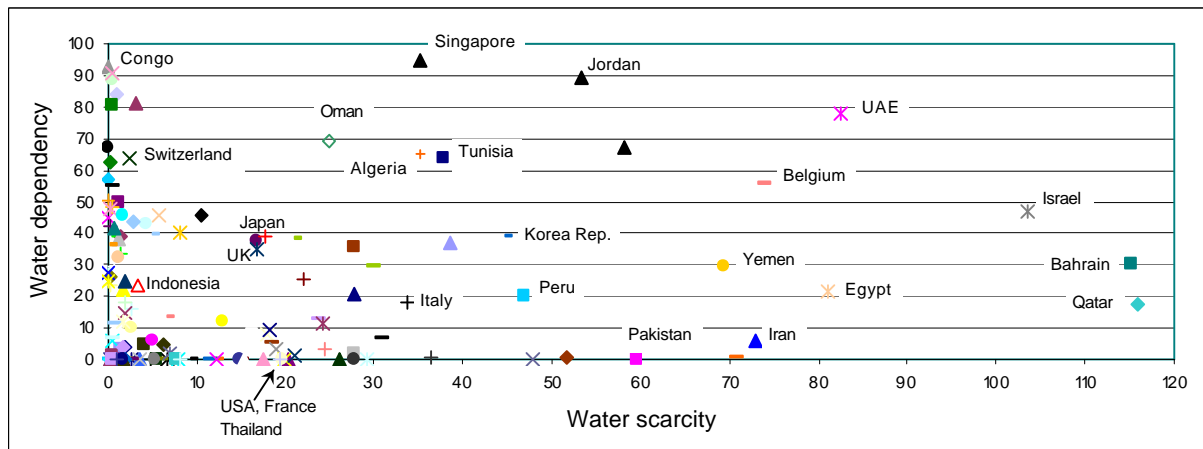 Water dependency
100
90
80
70
60
50
40
30
20
10
0
Singapore
Congo
Jordan
Oman
UAE
Switzerland
Algeria
Tunisia
Belgium
Israel
Japan
Korea Rep.
UK
Yemen
Bahrain
Indonesia
Italy
Peru
Egypt
Qatar
Pakistan
Iran
0 10 20 30 40 50 60 70 80 90 100 110 120
USA, France
Thailand
Water scarcity